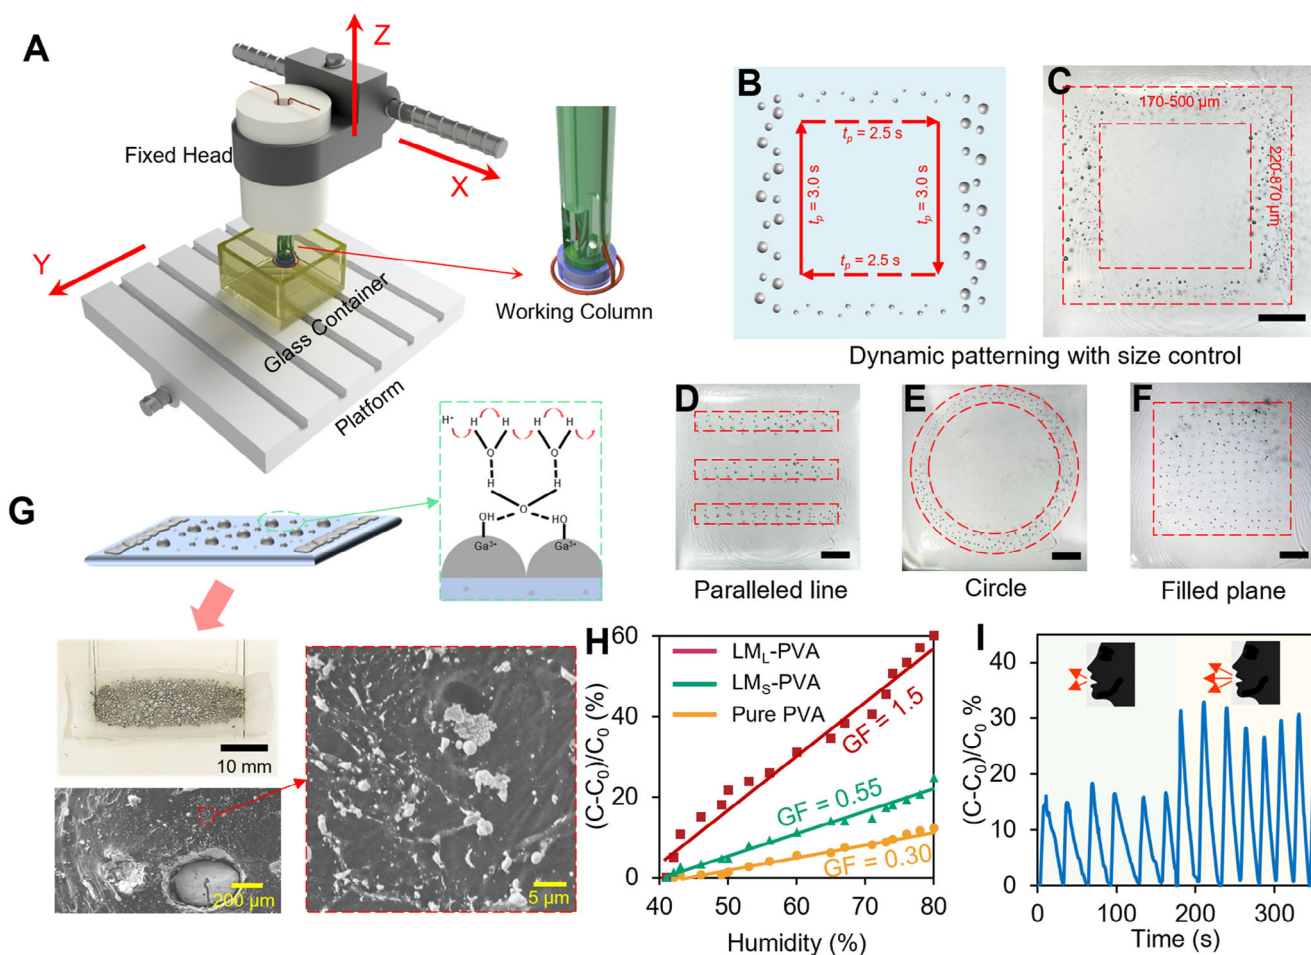 A
Z
Fixed Head
X
Y
Glass Container
Platform
Working Column
B
t_p = 2.5 s
t_p = 3.0 s
t_p = 3.0 s
t_p = 2.5 s
C
170-500 µm
220-870 µm
Dynamic patterning with size control
D
Paralleled line
E
Circle
F
Filled plane
G
H⁺ H H H H
O O
H H
O
OH HO
Ga³⁺ Ga³⁺
10 mm
200 µm
5 µm
H
(C-C₀)/C₀ (%)
60
40
20
0
LM_L-PVA
LM_S-PVA
Pure PVA
GF = 1.5
GF = 0.55
GF = 0.30
40 50 60 70 80
Humidity (%)
I
(C-C₀)/C₀ %
40
30
20
10
0
0 100 200 300
Time (s)